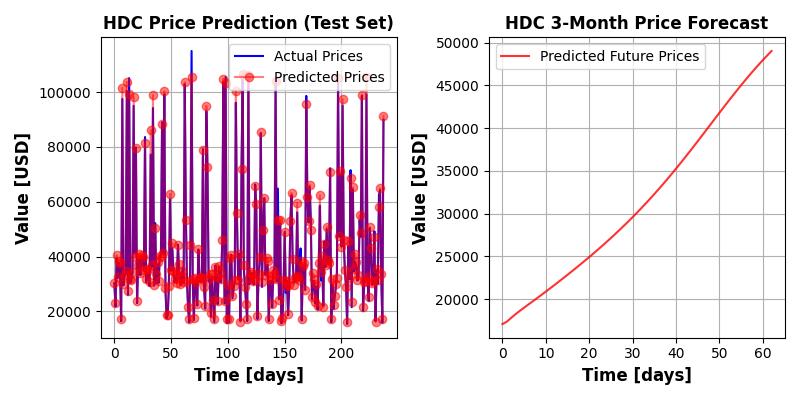 HDC Price Prediction (Test Set)
Actual Prices
Predicted Prices
100000
80000
60000
40000
20000
Value [USD]
0
50
100
150
200
Time [days]
HDC 3-Month Price Forecast
Predicted Future Prices
50000
45000
40000
35000
30000
25000
20000
Value [USD]
0
10
20
30
40
50
60
Time [days]